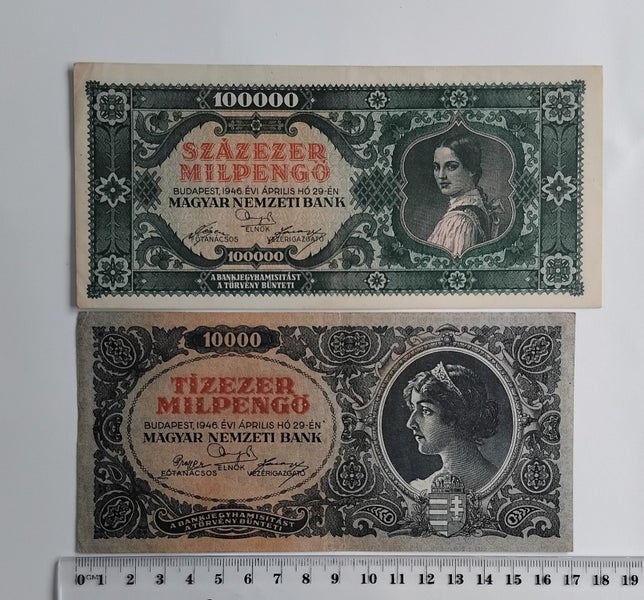 100000
SZÁZEZER
MILPENGŐ
BUDAPEST, 1946. ÉVI ÁPRILIS HÓ 29-ÉN
MAGYAR NEMZETI BANK
ELNÖK
FŐTANÁCSOS VEZÉRIGAZGATÓ
100000
A BANKJEGYHAMISÍTÁST
A TÖRVÉNY BÜNTETI
10000
TÍZEZER
MILPENGŐ
BUDAPEST, 1946. ÉVI ÁPRILIS HÓ 29-ÉN
MAGYAR NEMZETI BANK
ELNÖK
FŐTANÁCSOS VEZÉRIGAZGATÓ
A BANKJEGYHAMISÍTÁST
A TÖRVÉNY BÜNTETI
0 CM 1 2 3 4 5 6 7 8 9 10 11 12 13 14 15 16 17 18 19